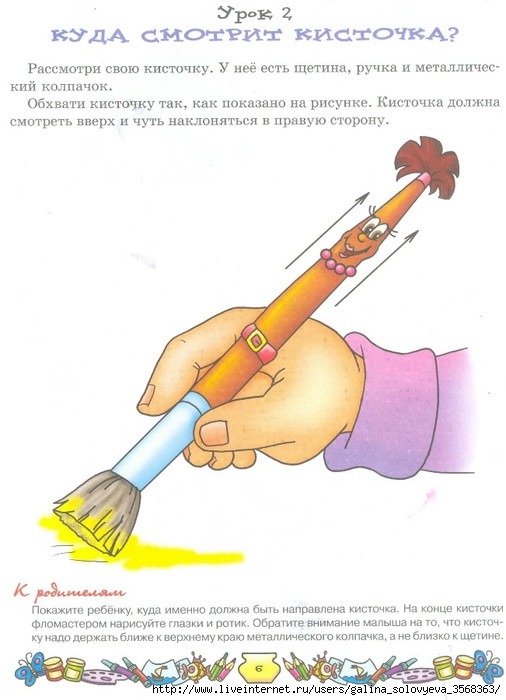 Урок 2
КУДА СМОТРИТ КИСТОЧКА?
Рассмотри свою кисточку. У неё есть щетина, ручка и металличес-
кий колпачок.
Обхвати кисточку так, как показано на рисунке. Кисточка должна
смотреть вверх и чуть наклоняться в правую сторону.
К родителям
Покажите ребёнку, куда именно должна быть направлена кисточка. На конце кисточки
фломастером нарисуйте глазки и ротик. Обратите внимание малыша на то, что кисточ-
ку надо держать ближе к верхнему краю металлического колпачка, а не близко к щетине.
6
http://www.liveinternet.ru/users/galina_solovyeva_3568363/